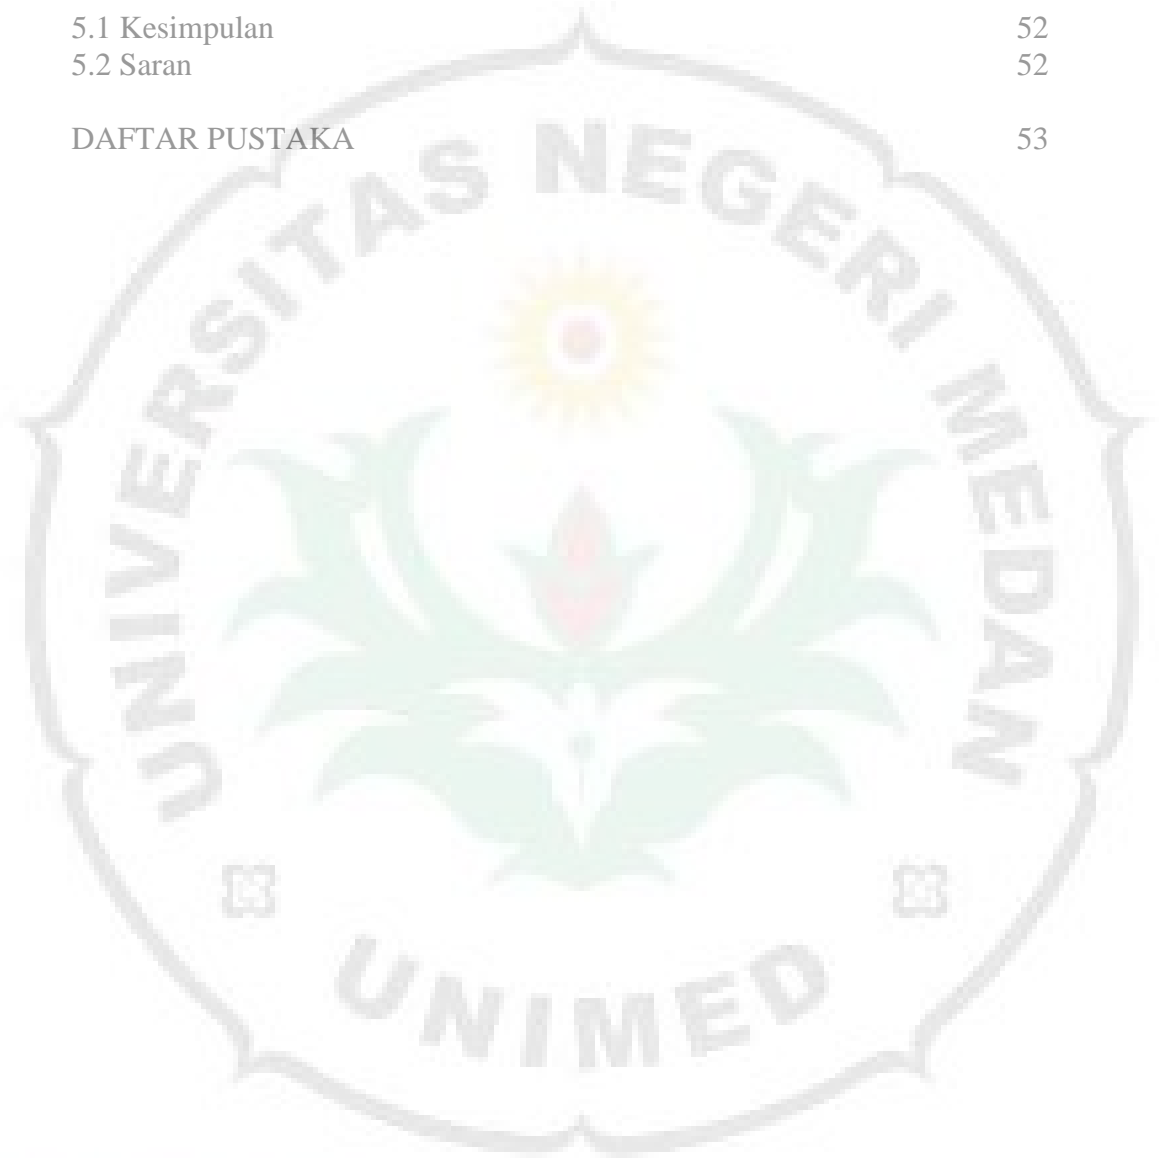 5.1 Kesimpulan 52
5.2 Saran 52
DAFTAR PUSTAKA 53
UNIVERSITAS NEGERI MEDAN
UNIMED